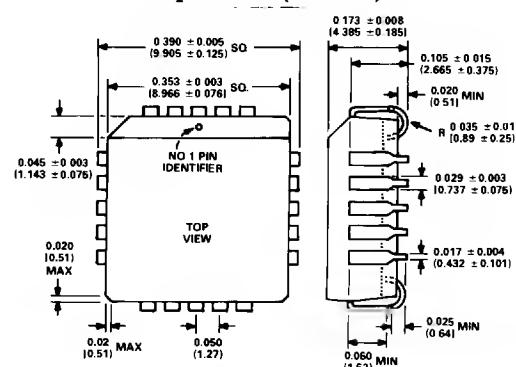 0.390 ±0.005 SQ.
(9.905 ±0.125)
0.353 ±0.003 SQ.
(8.966 ±0.076)
0.173 ±0.008
(4.385 ±0.185)
0.105 ±0.015
(2.665 ±0.375)
0.020 MIN
(0.51)
R 0.035 ±0.01
(0.89 ±0.25)
NO 1 PIN
IDENTIFIER
0.045 ±0.003
(1.143 ±0.076)
0.029 ±0.003
(0.737 ±0.076)
TOP
VIEW
0.020
(0.51)
MAX
0.017 ±0.004
(0.432 ±0.101)
0.02 MAX
(0.51)
0.050
(1.27)
0.025 MIN
(0.64)
0.060 MIN